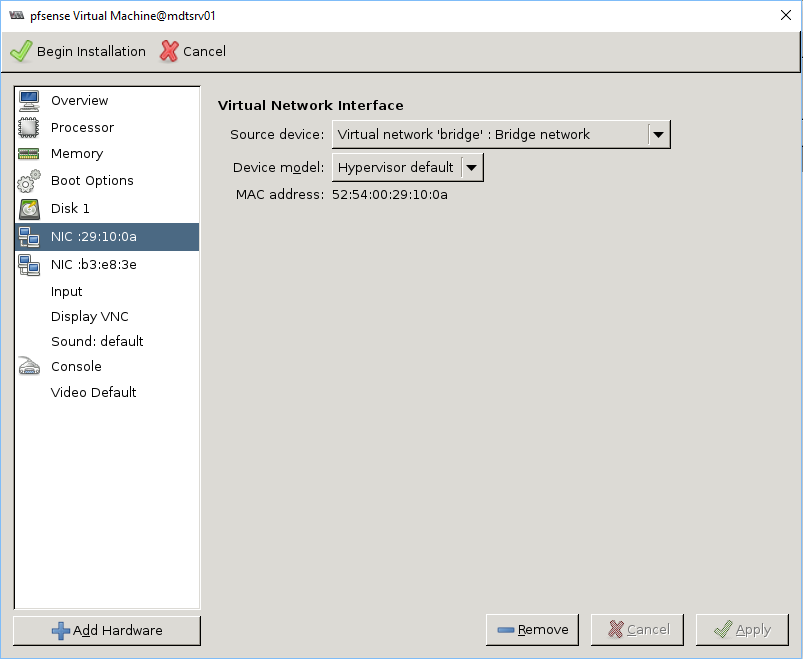 pfsense Virtual Machine@mdtsrv01
Begin Installation Cancel
Overview
Processor
Memory
Boot Options
Disk 1
NIC :29:10:0a
NIC :b3:e8:3e
Input
Display VNC
Sound: default
Console
Video Default
Add Hardware
Virtual Network Interface
Source device: Virtual network 'bridge' : Bridge network
Device model: Hypervisor default
MAC address: 52:54:00:29:10:0a
Remove Cancel Apply